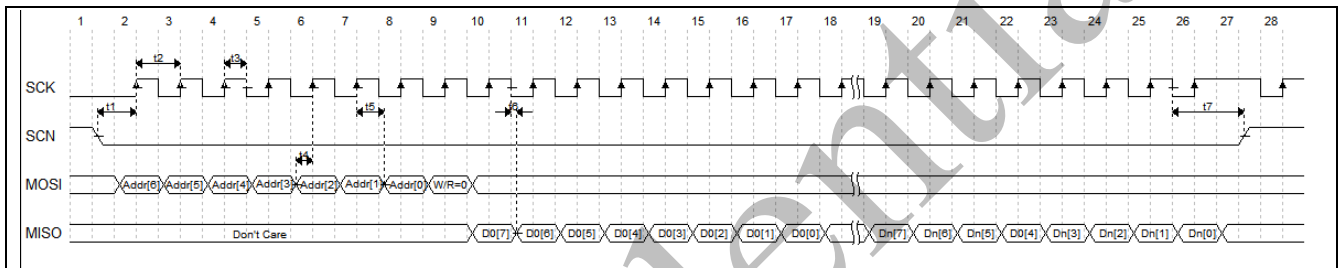 1 2 3 4 5 6 7 8 9 10 11 12 13 14 15 16 17 18 19 20 21 22 23 24 25 26 27 28
t2 t3
SCK
t1 t5 t6 t7
SCN
t4
MOSI Addr[6] Addr[5] Addr[4] Addr[3] Addr[2] Addr[1] Addr[0] W/R=0
MISO Don't Care D0[7] D0[6] D0[5] D0[4] D0[3] D0[2] D0[1] D0[0] Dn[7] Dn[6] Dn[5] D0[4] Dn[3] Dn[2] Dn[1] Dn[0]